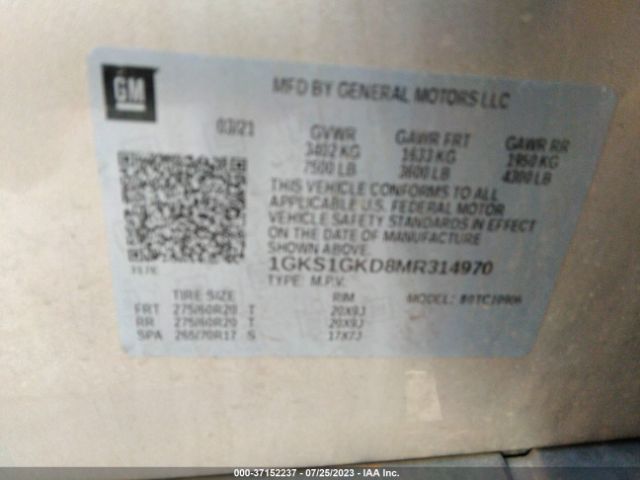 GM
MFD BY GENERAL MOTORS LLC
03/21 GVWR GAWR FRT GAWR RR
3402 KG 1633 KG 1950 KG
7500 LB 3600 LB 4300 LB
THIS VEHICLE CONFORMS TO ALL
APPLICABLE U.S. FEDERAL MOTOR
VEHICLE SAFETY STANDARDS IN EFFECT
ON THE DATE OF MANUFACTURE
SHOWN ABOVE.
1GKS1GKD8MR314970
TYPE: M.P.V. MODEL:
TIRE SIZE RIM
FRT 275/60R20 T 20X9J
RR 275/60R20 T 20X9J
SPA 265/70R17 S 17X7J
000-37152237 - 07/25/2023 - IAA Inc.